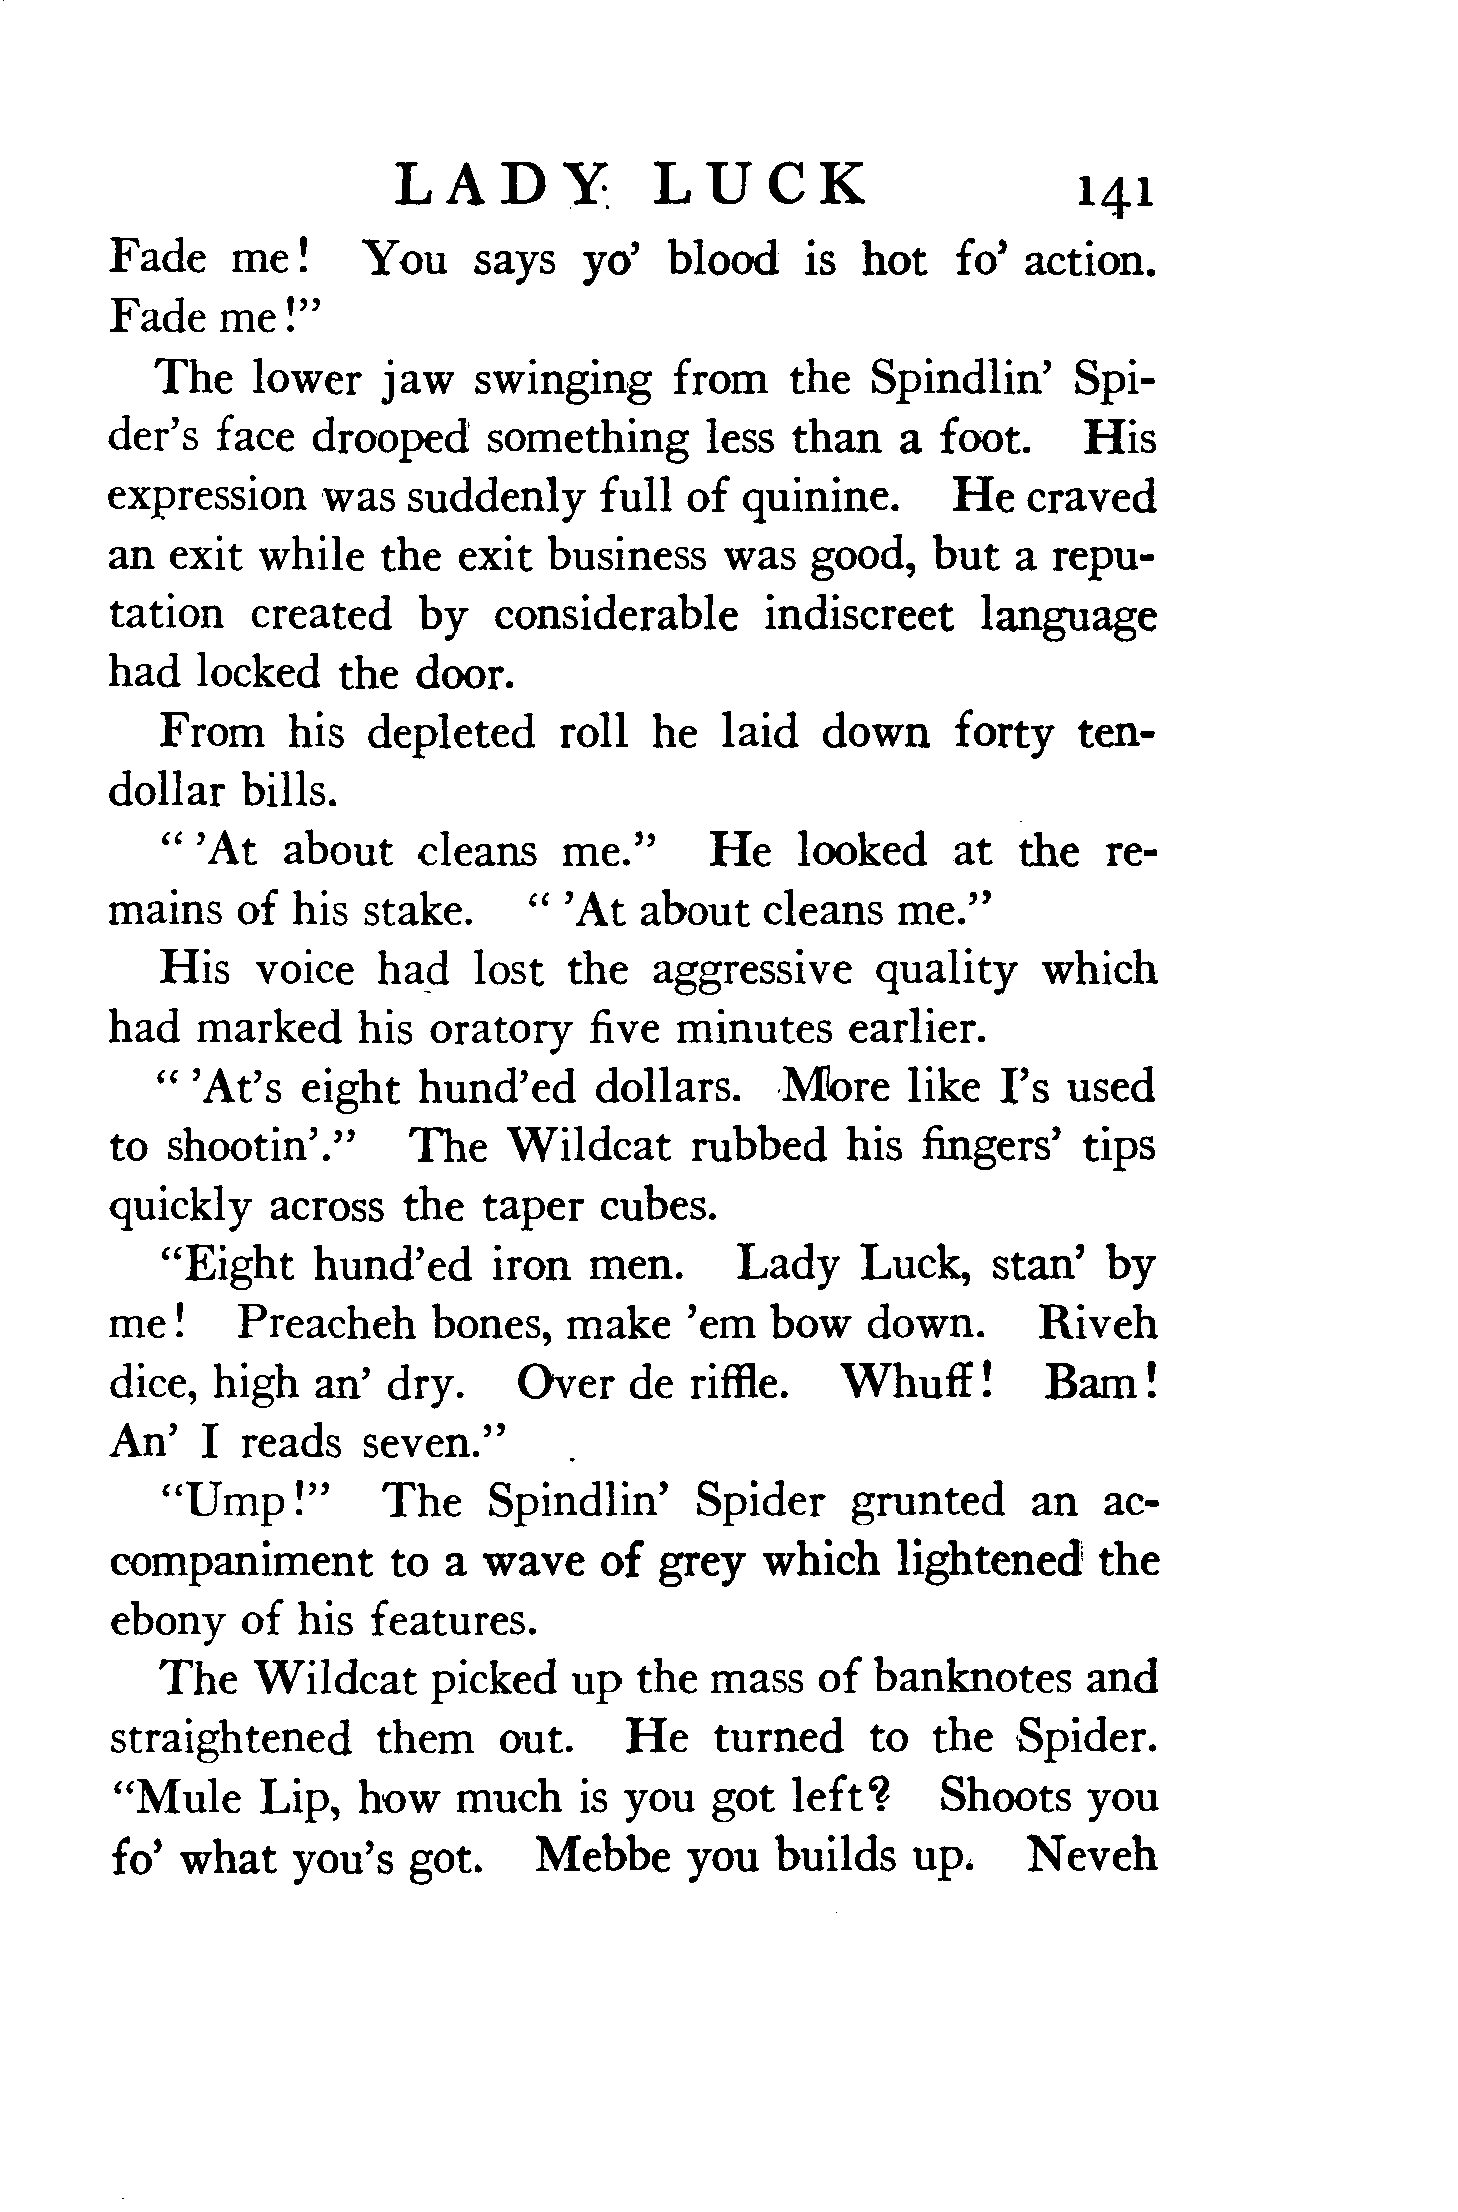 LADY LUCK 141
Fade me! You says yo' blood is hot fo' action.
Fade me!"
The lower jaw swinging from the Spindlin' Spi-
der's face drooped something less than a foot. His
expression was suddenly full of quinine. He craved
an exit while the exit business was good, but a repu-
tation created by considerable indiscreet language
had locked the door.
From his depleted roll he laid down forty ten-
dollar bills.
"'At about cleans me." He looked at the re-
mains of his stake. "'At about cleans me."
His voice had lost the aggressive quality which
had marked his oratory five minutes earlier.
"'At's eight hund'ed dollars. More like I's used
to shootin'." The Wildcat rubbed his fingers' tips
quickly across the taper cubes.
"Eight hund'ed iron men. Lady Luck, stan' by
me! Preacheh bones, make 'em bow down. Riveh
dice, high an' dry. Over de riffle. Whuff! Bam!
An' I reads seven."
"Ump!" The Spindlin' Spider grunted an ac-
companiment to a wave of grey which lightened the
ebony of his features.
The Wildcat picked up the mass of banknotes and
straightened them out. He turned to the Spider.
"Mule Lip, how much is you got left? Shoots you
fo' what you's got. Mebbe you builds up. Neveh